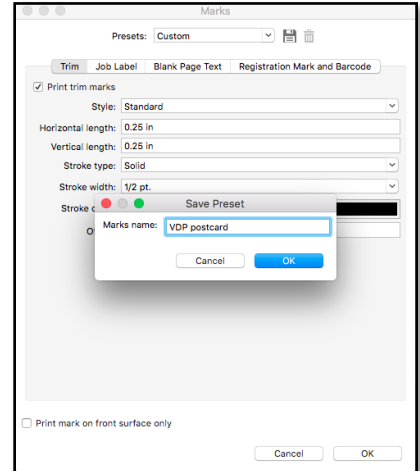 Marks
Presets: Custom
Trim Job Label Blank Page Text Registration Mark and Barcode
Print trim marks
Style: Standard
Horizontal length: 0.25 in
Vertical length: 0.25 in
Stroke type: Solid
Stroke width: 1/2 pt.
Stroke
Save Preset
Marks name: VDP postcard
Cancel OK
Print mark on front surface only
Cancel OK